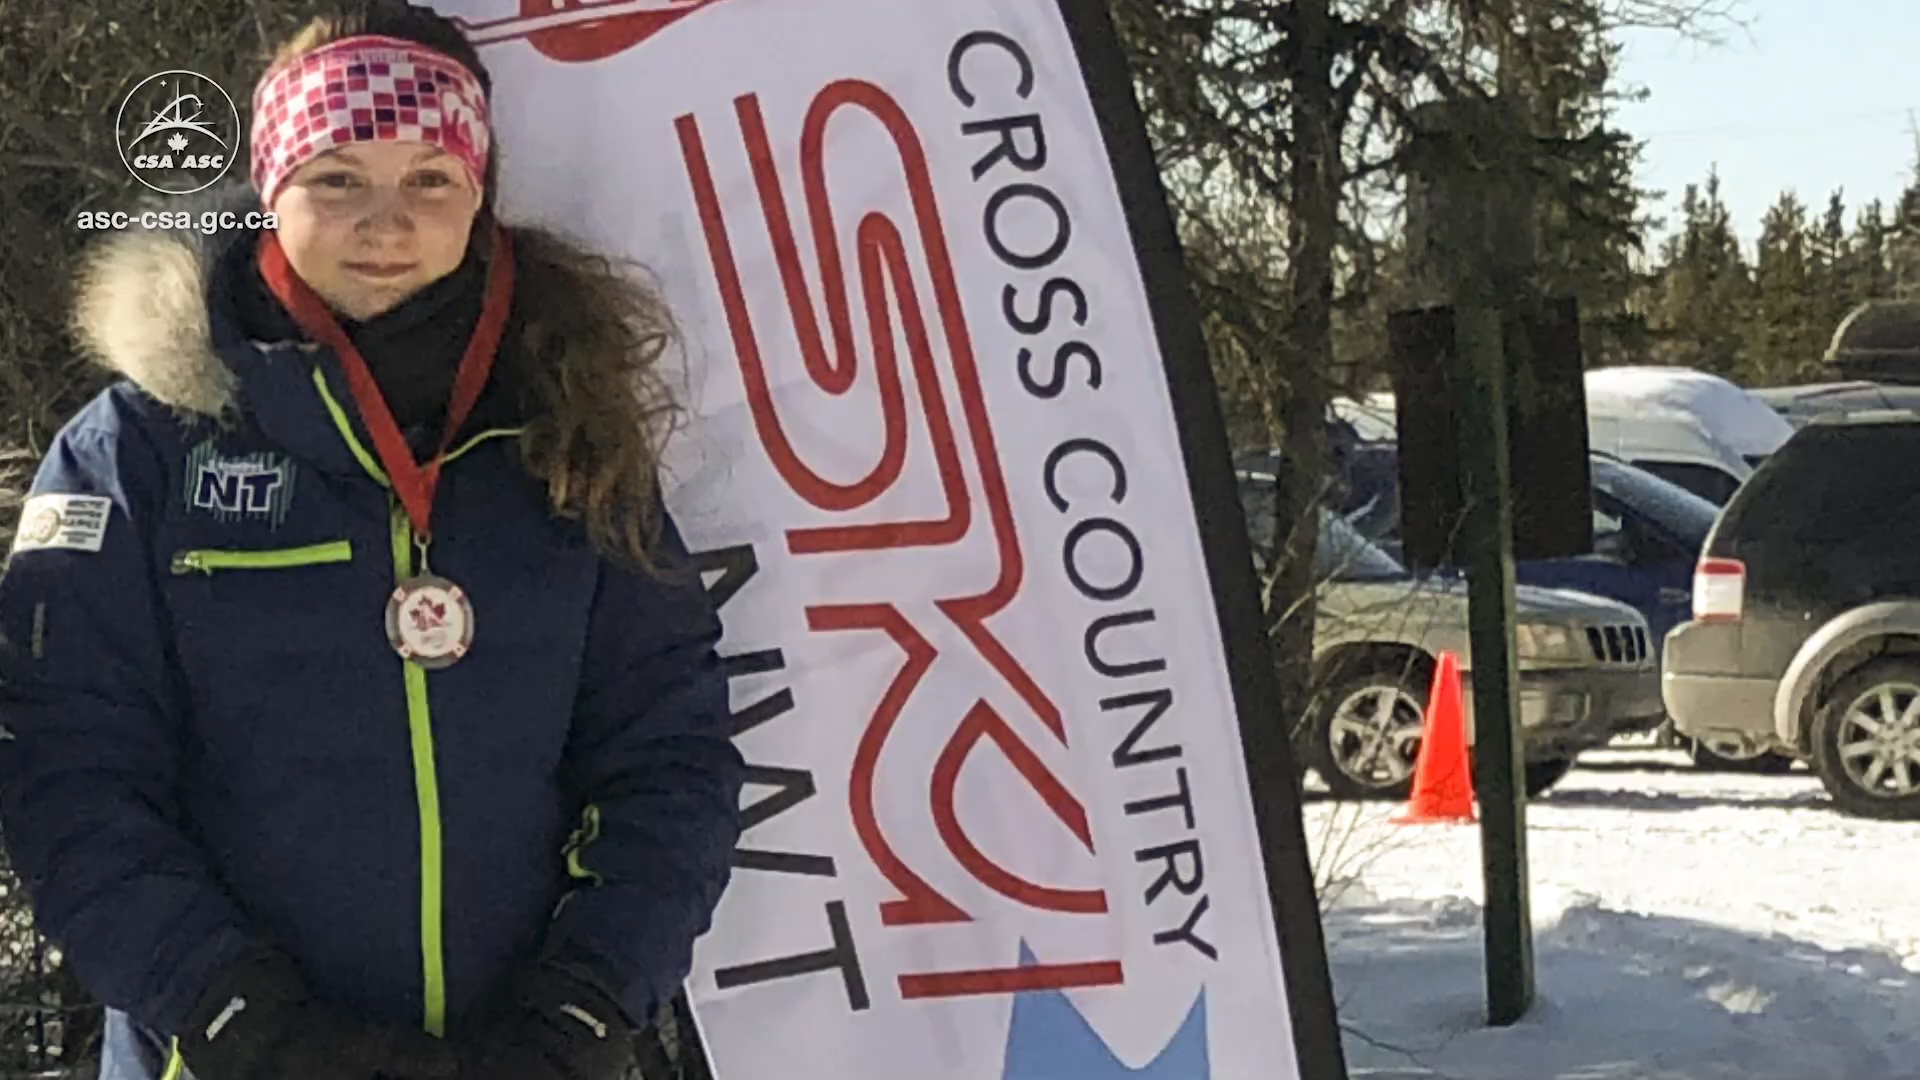 CSA ASC
asc-csa.gc.ca
CROSS COUNTRY
SKI
NWT
NT